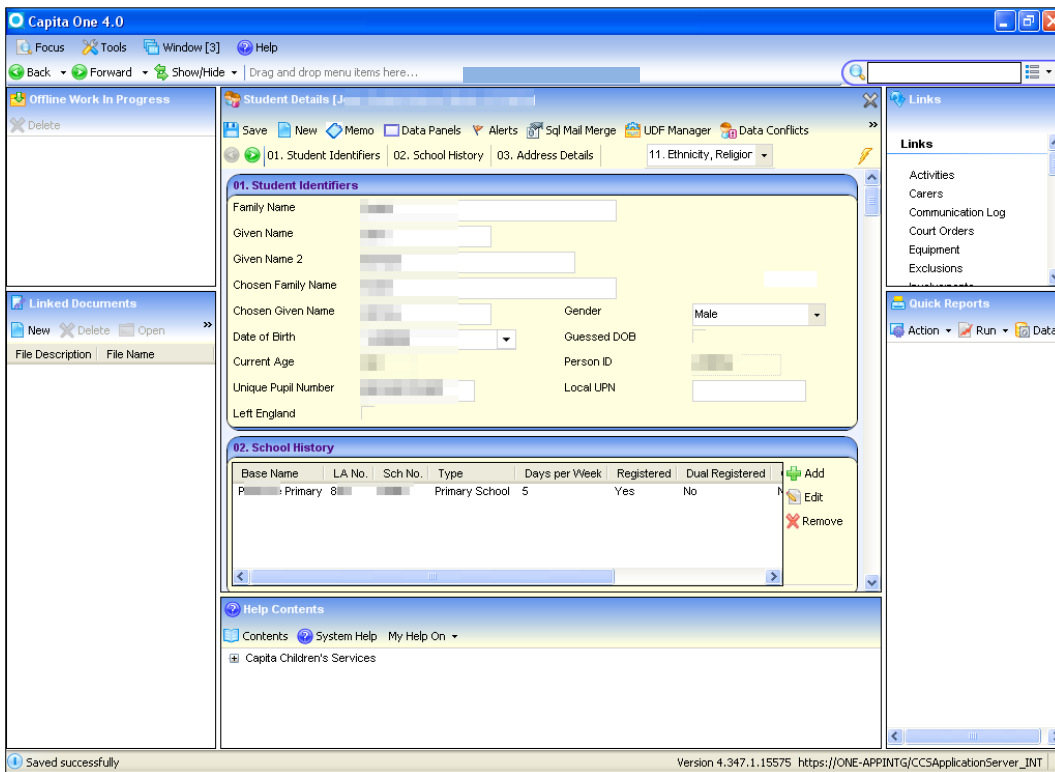 Capita One 4.0
Focus Tools Window [3] Help
Back Forward Show/Hide Drag and drop menu items here...
Offline Work In Progress
Delete
Student Details [J
Save New Memo Data Panels Alerts Sql Mail Merge UDF Manager Data Conflicts »
01. Student Identifiers 02. School History 03. Address Details 11. Ethnicity, Religior
01. Student Identifiers
Family Name
Given Name
Given Name 2
Chosen Family Name
Chosen Given Name Gender Male
Date of Birth Guessed DOB
Current Age Person ID
Unique Pupil Number Local UPN
Left England
02. School History
Base Name LA No. Sch No. Type Days per Week Registered Dual Registered
Primary Primary School 5 Yes No
Add
Edit
Remove
Links
Links
Activities
Carers
Communication Log
Court Orders
Equipment
Exclusions
Linked Documents
New Delete Open »
File Description File Name
Quick Reports
Action Run Data
Help Contents
Contents System Help My Help On
Capita Children's Services
Saved successfully
Version 4.347.1.15575 https://ONE-APPINTG/CCSApplicationServer_INT